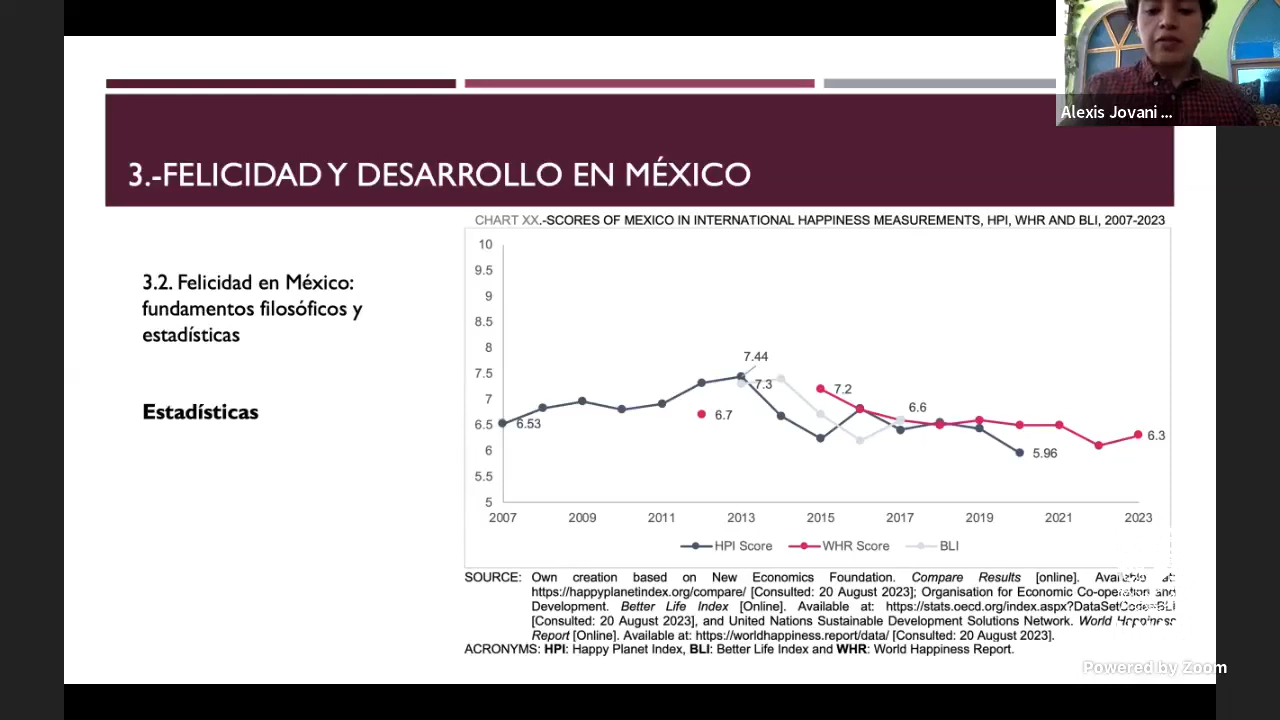 Alexis Jovani ...
3.-FELICIDAD Y DESARROLLO EN MÉXICO
3.2. Felicidad en México:
fundamentos filosóficos y
estadísticas
Estadísticas
CHART XX.-SCORES OF MEXICO IN INTERNATIONAL HAPPINESS MEASUREMENTS, HPI, WHR AND BLI, 2007-2023
10
9.5
9
8.5
8
7.5
7
6.5
6
5.5
5
6.53
6.7
7.44
7.3
7.2
6.6
5.96
6.3
2007 2009 2011 2013 2015 2017 2019 2021 2023
HPI Score WHR Score BLI
SOURCE: Own creation based on New Economics Foundation. Compare Results [online]. Available at:
https://happyplanetindex.org/compare/ [Consulted: 20 August 2023]; Organisation for Economic Co-operation and
Development. Better Life Index [Online]. Available at: https://stats.oecd.org/index.aspx?DataSetCode=BLI
[Consulted: 20 August 2023], and United Nations Sustainable Development Solutions Network. World Happiness
Report [Online]. Available at: https://worldhappiness.report/data/ [Consulted: 20 August 2023].
ACRONYMS: HPI: Happy Planet Index, BLI: Better Life Index and WHR: World Happiness Report.
Powered by Zoom